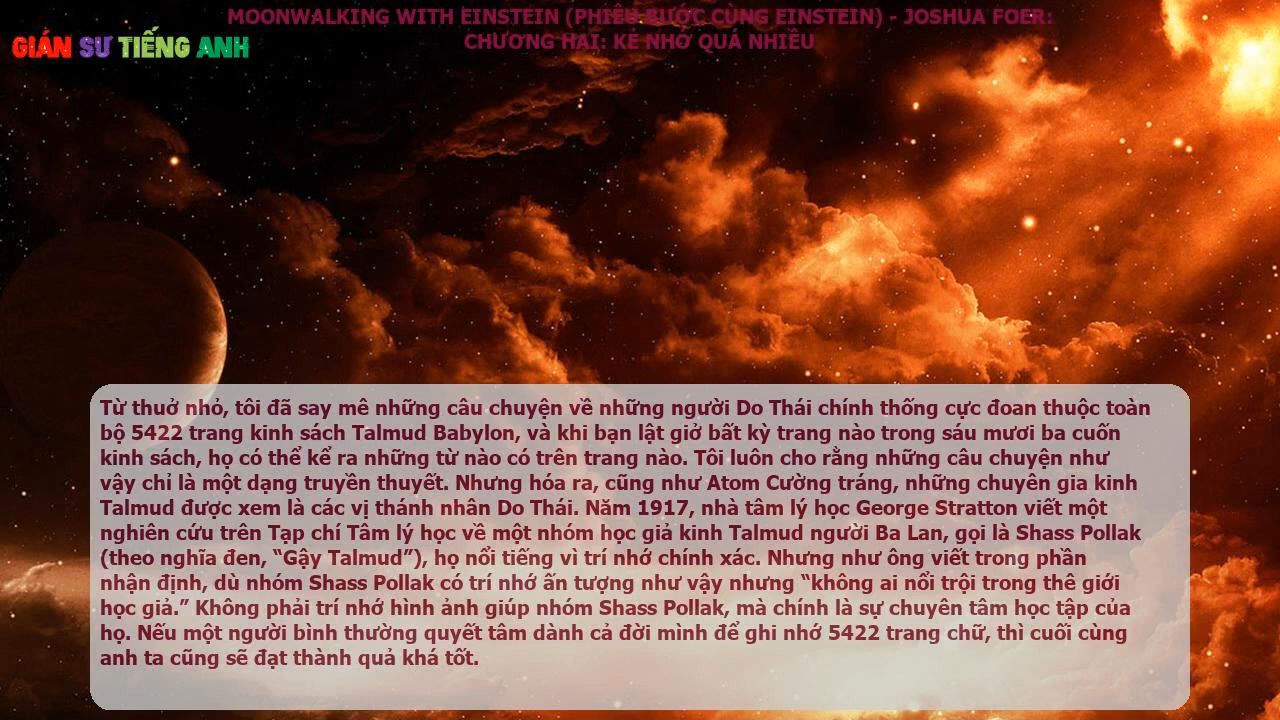 MOONWALKING WITH EINSTEIN (PHIÊU BƯỚC CÙNG EINSTEIN) - JOSHUA FOER:
CHƯƠNG HAI: KẺ NHỚ QUÁ NHIỀU
GIÁN SƯ TIẾNG ANH
Từ thuở nhỏ, tôi đã say mê những câu chuyện về những người Do Thái chính thống cực đoan thuộc toàn
bộ 5422 trang kinh sách Talmud Babylon, và khi bạn lật giở bất kỳ trang nào trong sáu mươi ba cuốn
kinh sách, họ có thể kể ra những từ nào có trên trang nào. Tôi luôn cho rằng những câu chuyện như
vậy chỉ là một dạng truyền thuyết. Nhưng hóa ra, cũng như Atom Cường tráng, những chuyên gia kinh
Talmud được xem là các vị thánh nhân Do Thái. Năm 1917, nhà tâm lý học George Stratton viết một
nghiên cứu trên Tạp chí Tâm lý học về một nhóm học giả kinh Talmud người Ba Lan, gọi là Shass Pollak
(theo nghĩa đen, “Gậy Talmud”), họ nổi tiếng vì trí nhớ chính xác. Nhưng như ông viết trong phần
nhận định, dù nhóm Shass Pollak có trí nhớ ấn tượng như vậy nhưng “không ai nổi trội trong thê giới
học giả.” Không phải trí nhớ hình ảnh giúp nhóm Shass Pollak, mà chính là sự chuyên tâm học tập của
họ. Nếu một người bình thường quyết tâm dành cả đời mình để ghi nhớ 5422 trang chữ, thì cuối cùng
anh ta cũng sẽ đạt thành quả khá tốt.